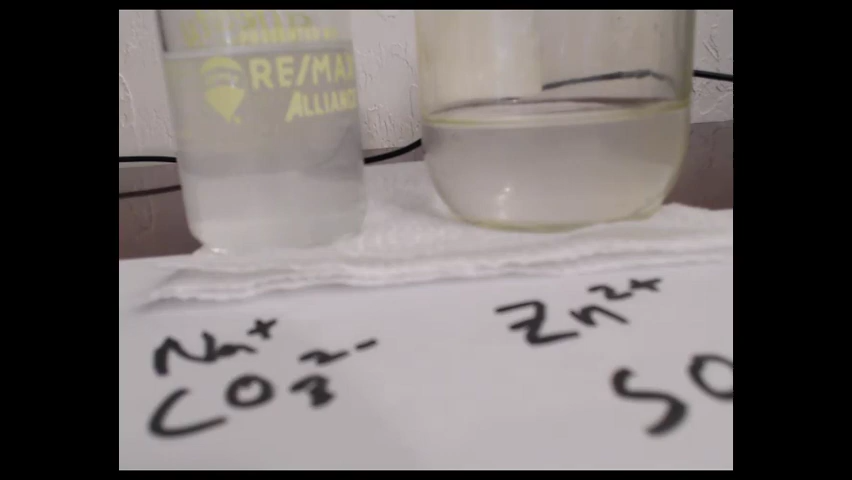 RE/MAX
ALLIANCE
Na⁺
CO₃²⁻
Zn²⁺
SO